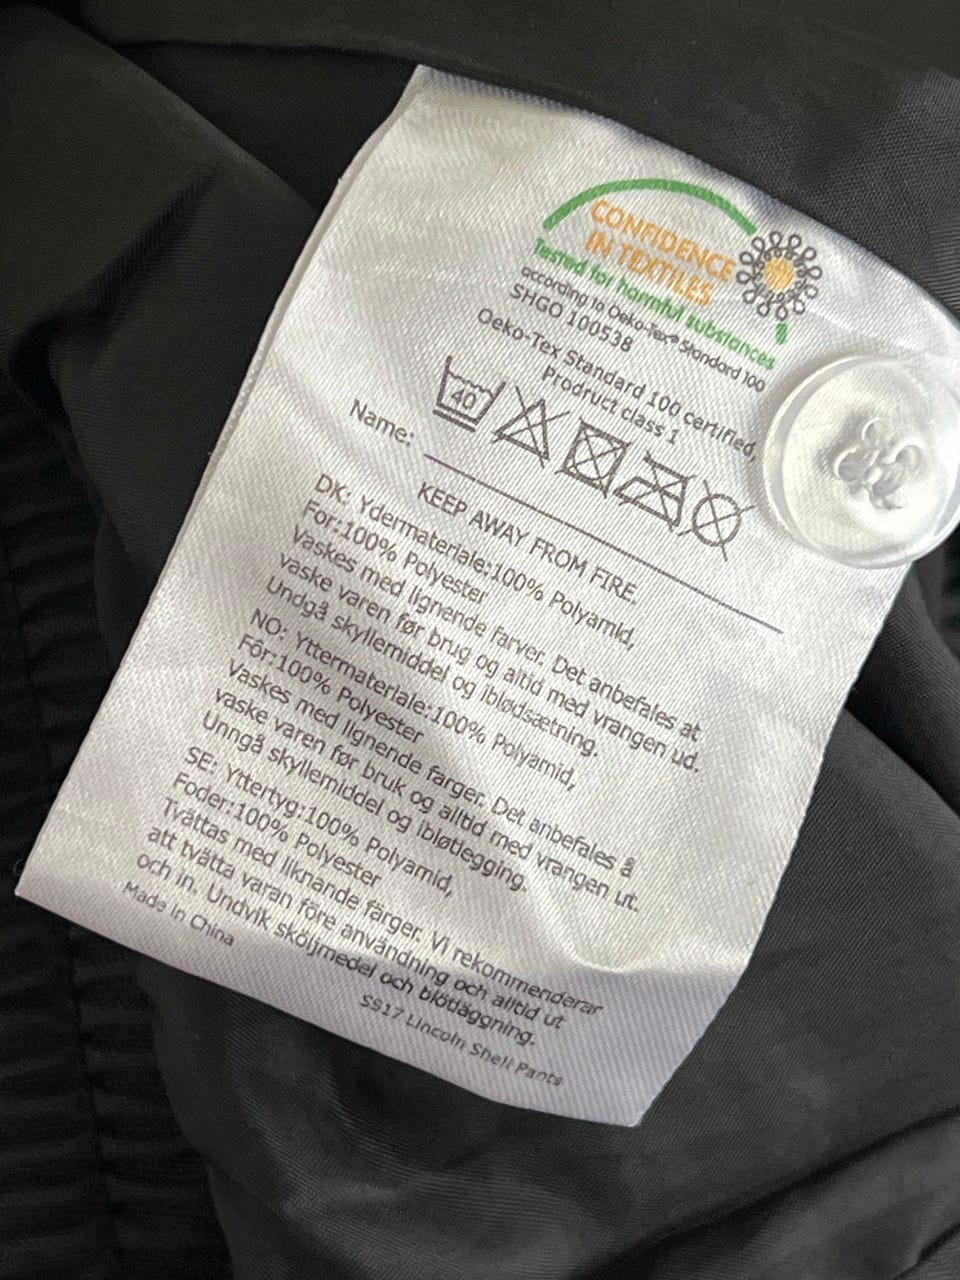 CONFIDENCE
IN TEXTILES
Tested for harmful substances
according to Oeko-Tex® Standard 100
SHGO 100538
Oeko-Tex Standard 100 certified,
Prodruct class 1
40
Name:
KEEP AWAY FROM FIRE.
DK: Ydermateriale:100% Polyamid,
For:100% Polyester
Vaskes med lignende farver. Det anbefales at
vaske varen før brug og altid med vrangen ud.
Undgå skyllemiddel og iblødsætning.
NO: Yttermateriale:100% Polyamid,
Fôr:100% Polyester
Vaskes med lignende farger. Det anbefales å
vaske varen før bruk og alltid med vrangen ut.
Unngå skyllemiddel og ibløtlegging.
SE: Yttertyg:100% Polyamid,
Foder:100% Polyester
Tvättas med liknande färger. Vi rekommenderar
att tvätta varan före användning och alltid ut
och in. Undvik sköljmedel och blötläggning.
Made in China
SS17 Lincoln Shell Pants